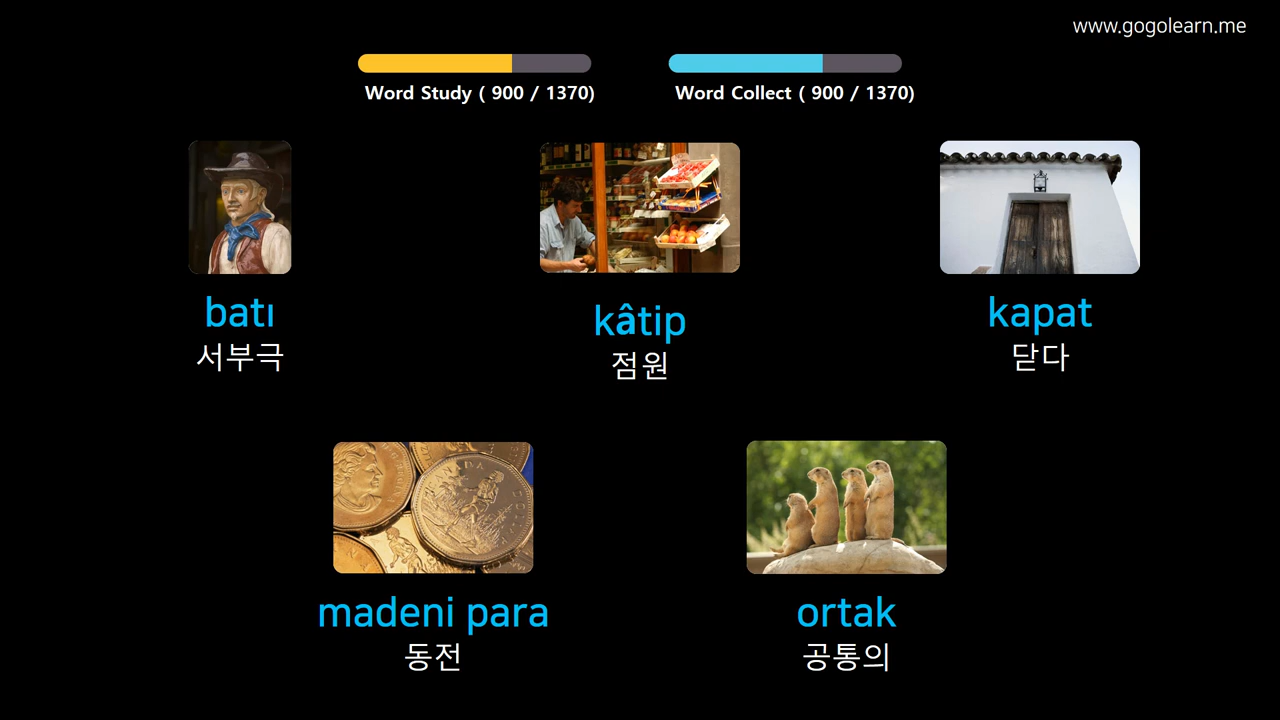 www.gogolearn.me
Word Study ( 900 / 1370)
Word Collect ( 900 / 1370)
batı
서부극
kâtip
점원
kapat
닫다
madeni para
동전
ortak
공통의